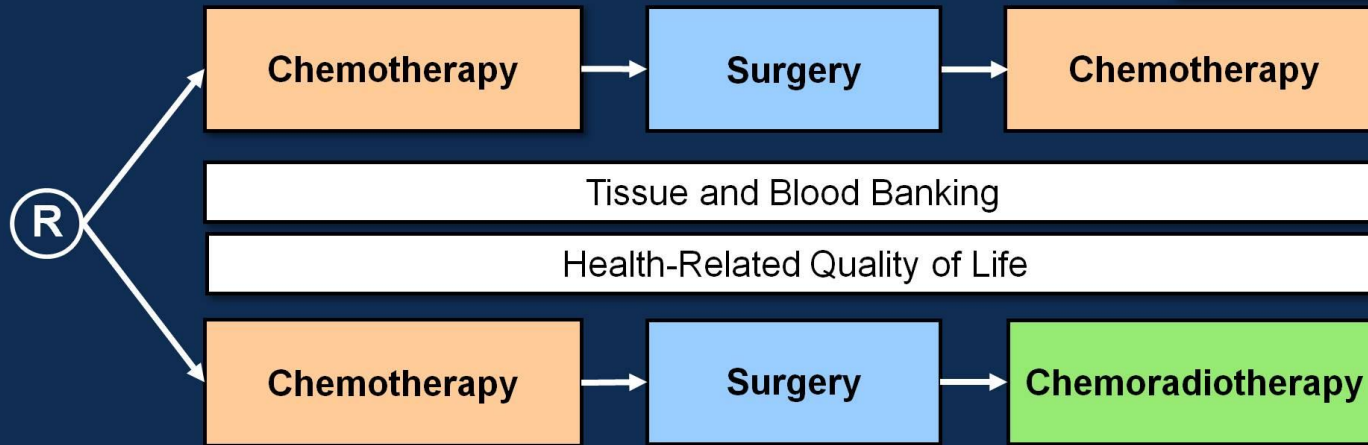 Chemotherapy
Surgery
Chemotherapy
Tissue and Blood Banking
R
Health-Related Quality of Life
Chemotherapy
Surgery
Chemoradiotherapy